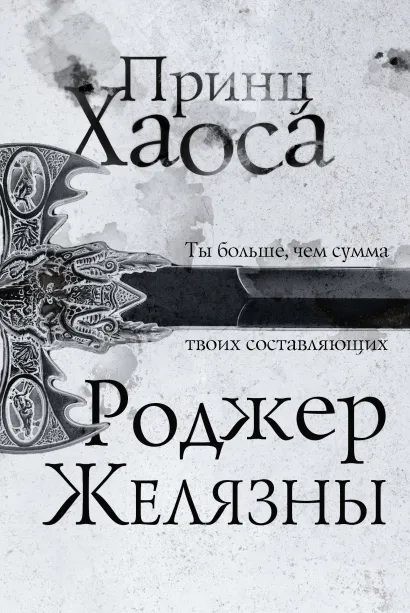 Принц
Хаоса́
Ты больше, чем сумма
твоих составляющих
Роджер
Желязны